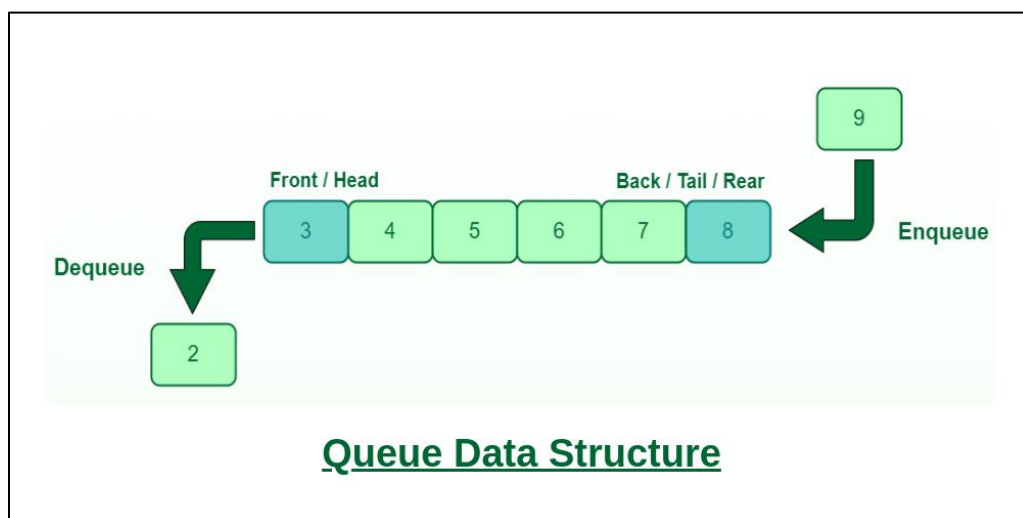 9
Front / Head
Back / Tail / Rear
3 4 5 6 7 8
Enqueue
Dequeue
2
Queue Data Structure